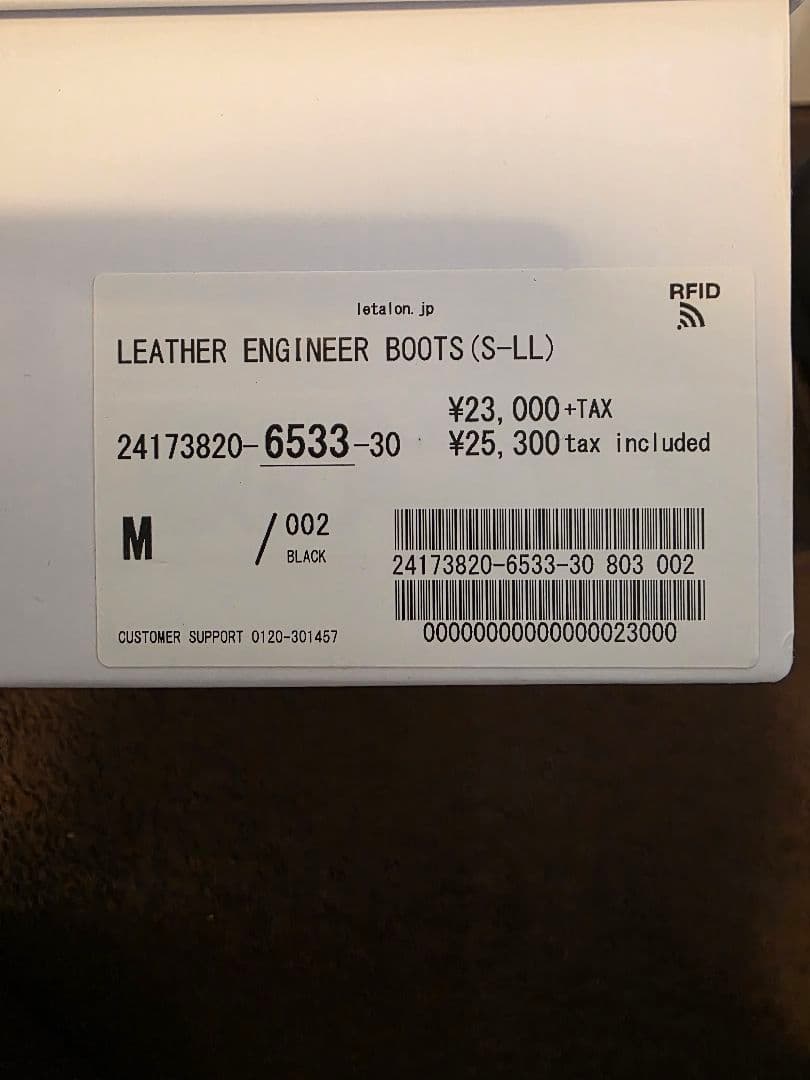 RFID
letalon.jp
LEATHER ENGINEER BOOTS(S-LL)
¥23,000+TAX
24173820-6533-30 ¥25,300tax included
M / 002
BLACK
24173820-6533-30 803 002
CUSTOMER SUPPORT 0120-301457
00000000000000023000